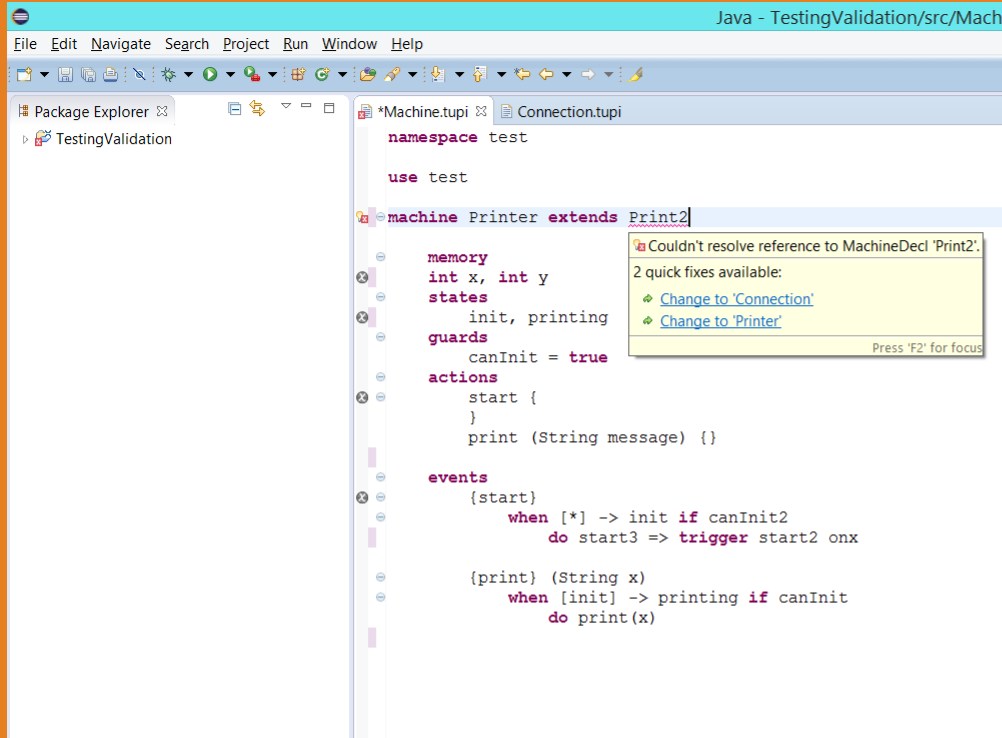 Java - TestingValidation/src/Mach
File Edit Navigate Search Project Run Window Help
Package Explorer
TestingValidation
*Machine.tupi Connection.tupi
namespace test
use test
machine Printer extends Print2
Couldn't resolve reference to MachineDecl 'Print2'.
2 quick fixes available:
Change to 'Connection'
Change to 'Printer'
Press 'F2' for focus
memory
int x, int y
states
init, printing
guards
canInit = true
actions
start {
}
print (String message) {}
events
{start}
when [*] -> init if canInit2
do start3 => trigger start2 onx
{print} (String x)
when [init] -> printing if canInit
do print(x)